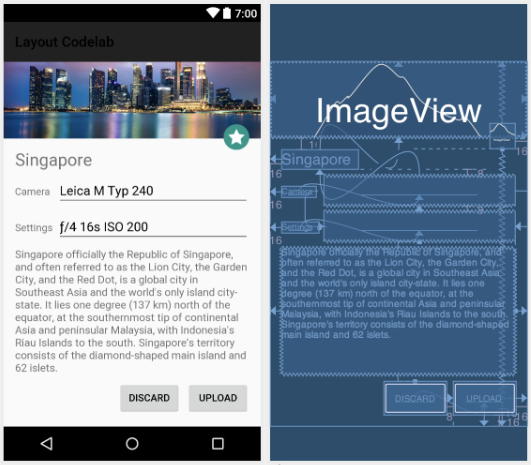 7:00
Layout Codelab
Singapore
Camera
Leica M Typ 240
Settings
ƒ/4 16s ISO 200
Singapore officially the Republic of Singapore,
and often referred to as the Lion City, the Garden
City, and the Red Dot, is a global city in
Southeast Asia and the world's only island city-
state. It lies one degree (137 km) north of the
equator, at the southernmost tip of continental
Asia and peninsular Malaysia, with Indonesia's
Riau Islands to the south. Singapore's territory
consists of the diamond-shaped main island and
62 islets.
DISCARD
UPLOAD
ImageView
16
Singapore
16
Camera
8
16
Settings
8
16
Singapore officially the Republic of Singapore, and
often referred to as the Lion City, the Garden City,
and the Red Dot, is a global city in Southeast Asia
and the world's only island city-state. It lies one
degree (137 km) north of the equator, at the
southernmost tip of continental Asia and peninsular
Malaysia, with Indonesia's Riau Islands to the south.
Singapore's territory consists of the diamond-shaped
main island and 62 islets.
DISCARD
UPLOAD
8
16
16